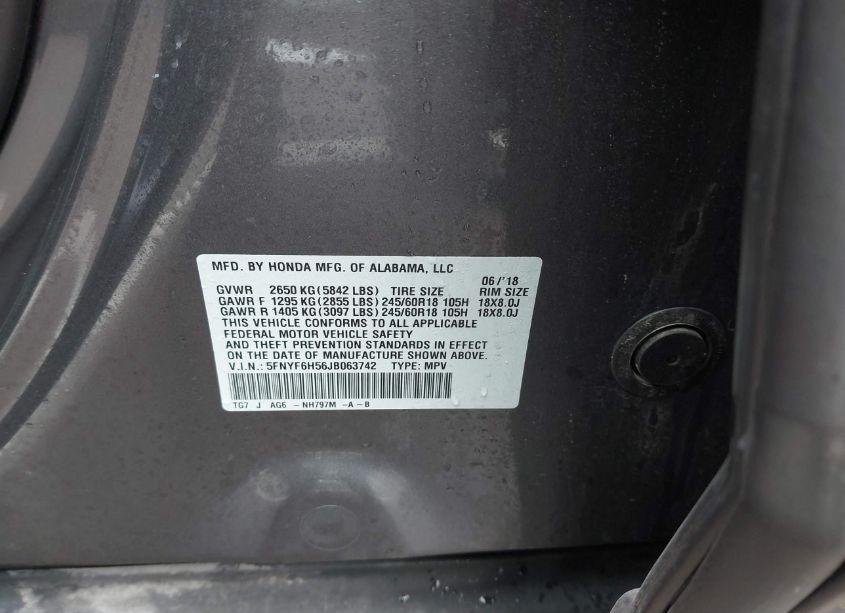 MFD. BY HONDA MFG. OF ALABAMA, LLC
06/'18
GVWR 2650 KG (5842 LBS) TIRE SIZE RIM SIZE
GAWR F 1295 KG (2855 LBS) 245/60R18 105H 18X8.0J
GAWR R 1405 KG (3097 LBS) 245/60R18 105H 18X8.0J
THIS VEHICLE CONFORMS TO ALL APPLICABLE
FEDERAL MOTOR VEHICLE SAFETY
AND THEFT PREVENTION STANDARDS IN EFFECT
ON THE DATE OF MANUFACTURE SHOWN ABOVE.
V.I.N.: 5FNYF6H56JB063742 TYPE: MPV
TG7 J AG6 -NH797M -A-B